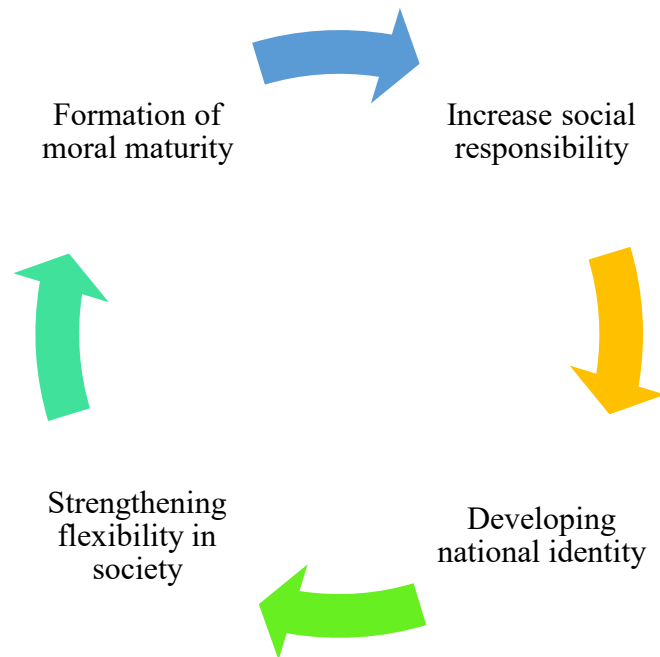 Formation of
moral maturity
Increase social
responsibility
Developing
national identity
Strengthening
flexibility in
society